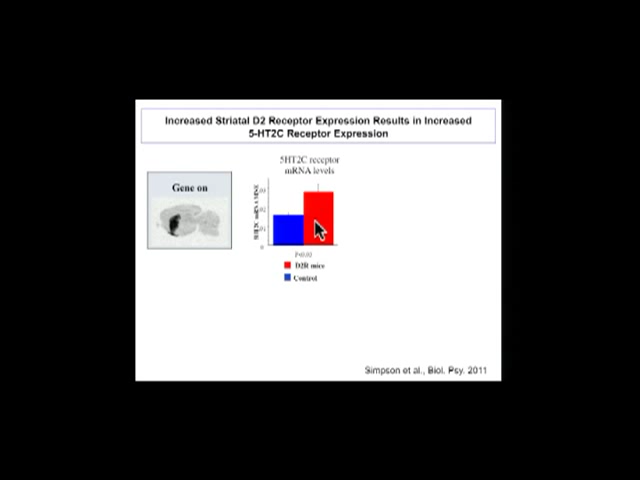 Increased Striatal D2 Receptor Expression Results in Increased
5-HT2C Receptor Expression
5HT2C receptor
mRNA levels
Gene on
0
D2R mice
Control
Simpson et al., Biol. Psy. 2011